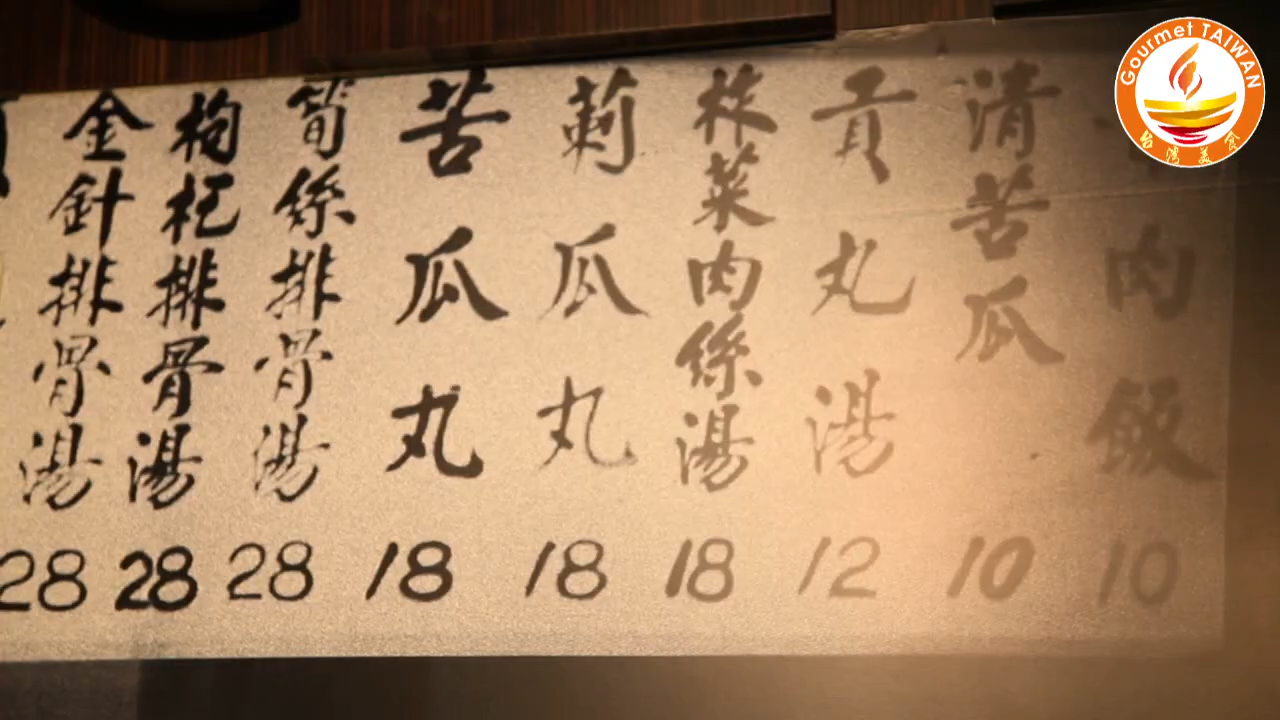 肉飯
10
清苦瓜
10
貢丸湯
12
榨菜肉絲湯
18
莿瓜丸
18
苦瓜丸
18
筍絲排骨湯
28
枸杞排骨湯
28
金針排骨湯
28
Gourmet TAIWAN
台灣美食